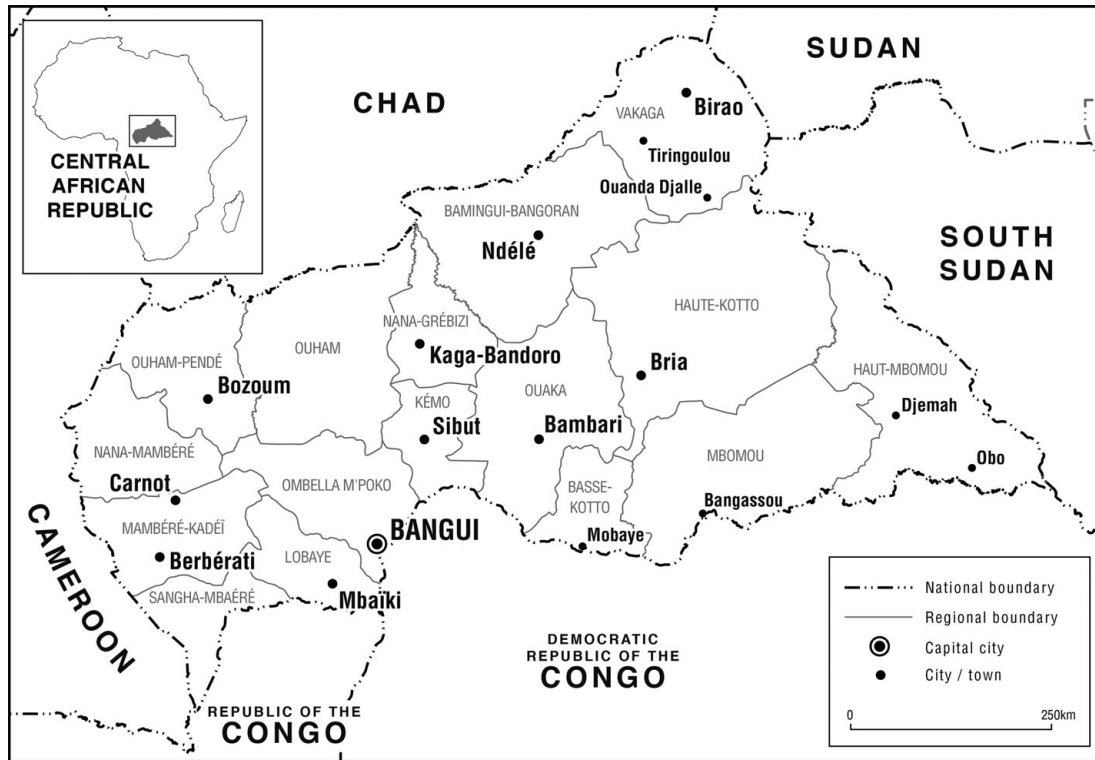 SUDAN
CHAD
Birao
VAKAGA
Tiringoulou
CENTRAL
AFRICAN
REPUBLIC
Ouanda Djalle
BAMINGUI-BANGORAN
Ndélé
SOUTH
SUDAN
HAUTE-KOTTO
NANA-GRÉBIZI
OUHAM
Kaga-Bandoro
OUHAM-PENDÉ
Bria
HAUT-MBOMOU
Bozoum
OUAKA
KÉMO
Djemah
Sibut
Bambari
NANA-MAMBÉRÉ
MBOMOU
Obo
Carnot
OMBELLA M'POKO
BASSE-
KOTTO
Bangassou
CAMEROON
MAMBÉRÉ-KADÉÏ
BANGUI
Mobaye
Berbérati
LOBAYE
SANGHA-MBAÉRÉ
Mbaïki
National boundary
Regional boundary
Capital city
City / town
0
250km
DEMOCRATIC
REPUBLIC OF THE
CONGO
REPUBLIC OF THE
CONGO